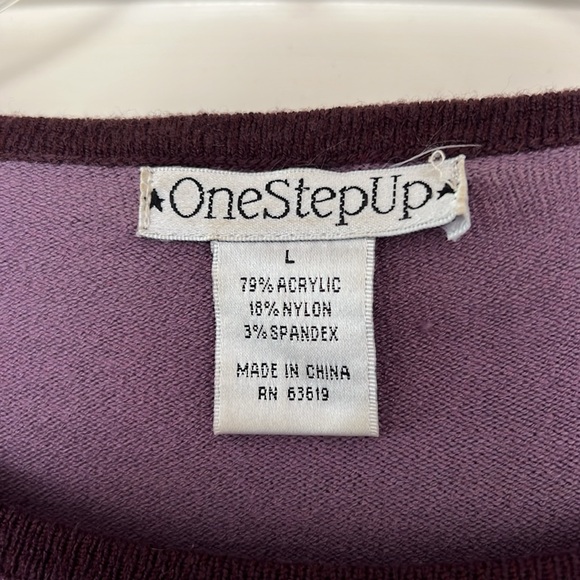 ★OneStepUp★
L
79% ACRYLIC
18% NYLON
3% SPANDEX
MADE IN CHINA
RN 63619